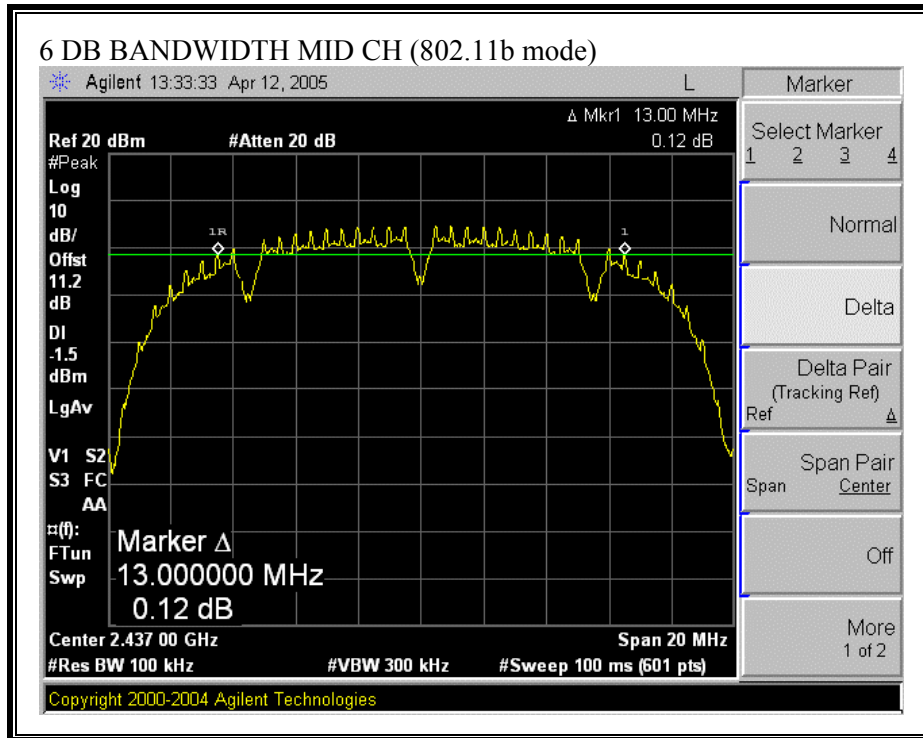 6 DB BANDWIDTH MID CH (802.11b mode)
Agilent 13:33:33 Apr 12, 2005 L
Marker
Δ Mkr1 13.00 MHz
Ref 20 dBm #Atten 20 dB 0.12 dB
#Peak
Log
10
dB/
Offst
11.2
dB
DI
-1.5
dBm
LgAv
V1 S2
S3 FC
AA
¤(f):
FTun
Swp
1R
1
Marker Δ
13.000000 MHz
0.12 dB
Center 2.437 00 GHz Span 20 MHz
#Res BW 100 kHz #VBW 300 kHz #Sweep 100 ms (601 pts)
Select Marker
1 2 3 4
Normal
Delta
Delta Pair
(Tracking Ref)
Ref Δ
Span Pair
Span Center
Off
More
1 of 2
Copyright 2000-2004 Agilent Technologies